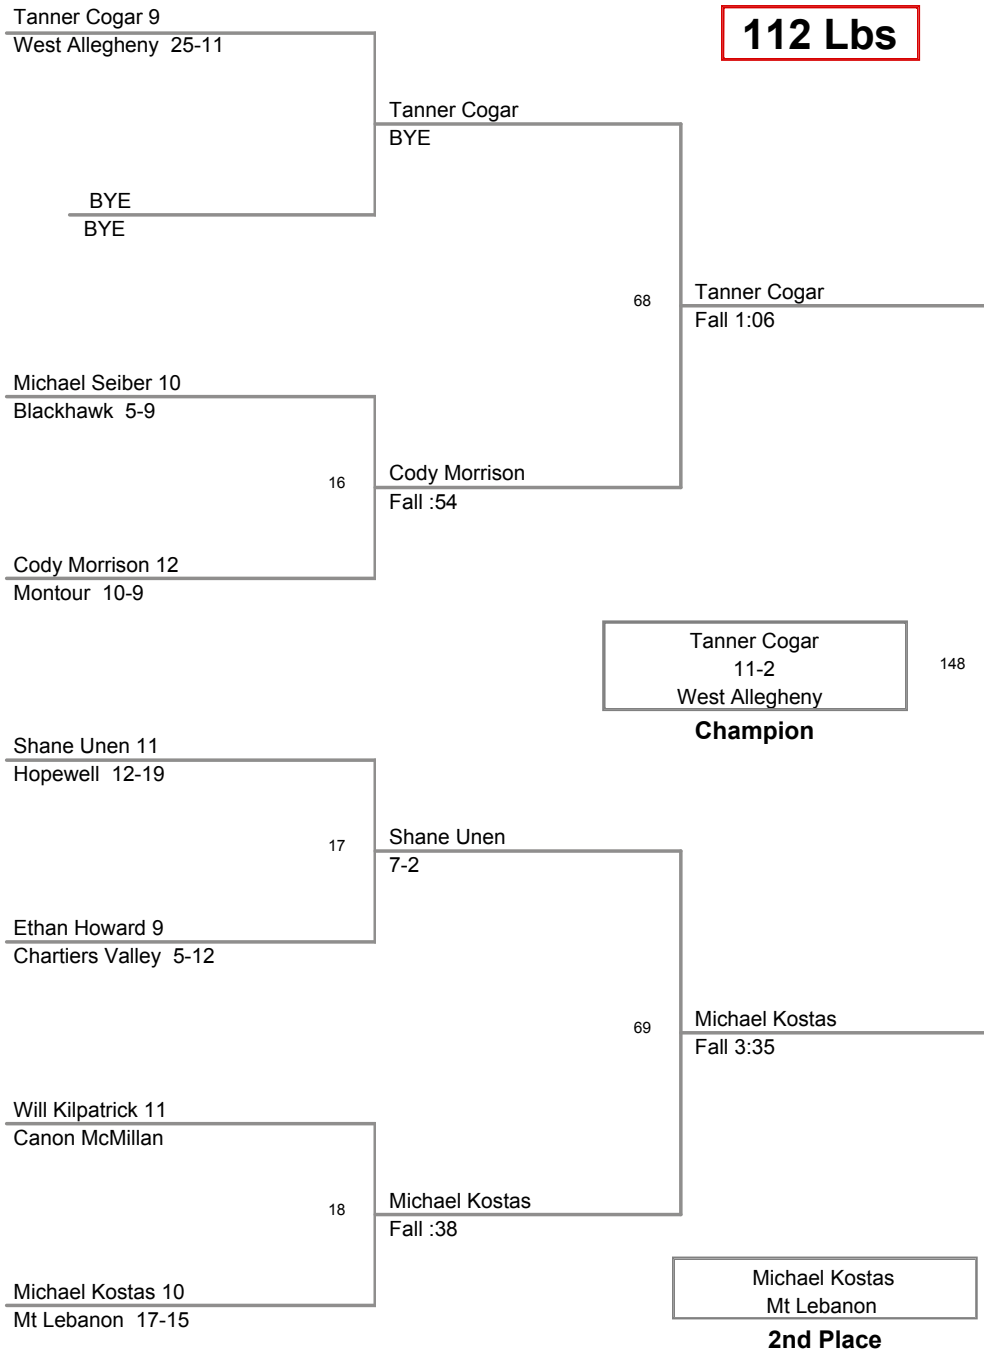 Tanner Cogar 9
West Allegheny 25-11
112 Lbs
Tanner Cogar
BYE
BYE
BYE
68
Tanner Cogar
Fall 1:06
Michael Seiber 10
Blackhawk 5-9
16
Cody Morrison
Fall :54
Cody Morrison 12
Montour 10-9
Tanner Cogar
11-2
West Allegheny
148
Champion
Shane Unen 11
Hopewell 12-19
17
Shane Unen
7-2
Ethan Howard 9
Chartiers Valley 5-12
69
Michael Kostas
Fall 3:35
Will Kilpatrick 11
Canon McMillan
18
Michael Kostas
Fall :38
Michael Kostas 10
Mt Lebanon 17-15
Michael Kostas
Mt Lebanon
2nd Place